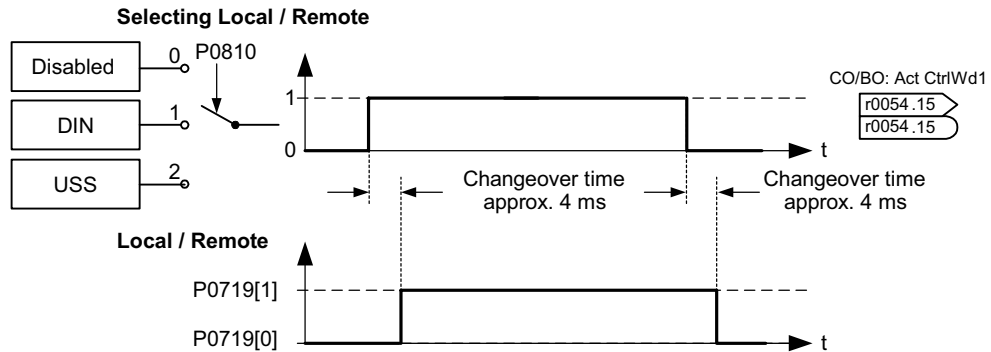 Selecting Local / Remote
Disabled
0
P0810
DIN
1
USS
2
1
0
t
CO/BO: Act CtrlWd1
r0054 .15
r0054 .15
Changeover time
approx. 4 ms
Changeover time
approx. 4 ms
Local / Remote
P0719[1]
P0719[0]
t